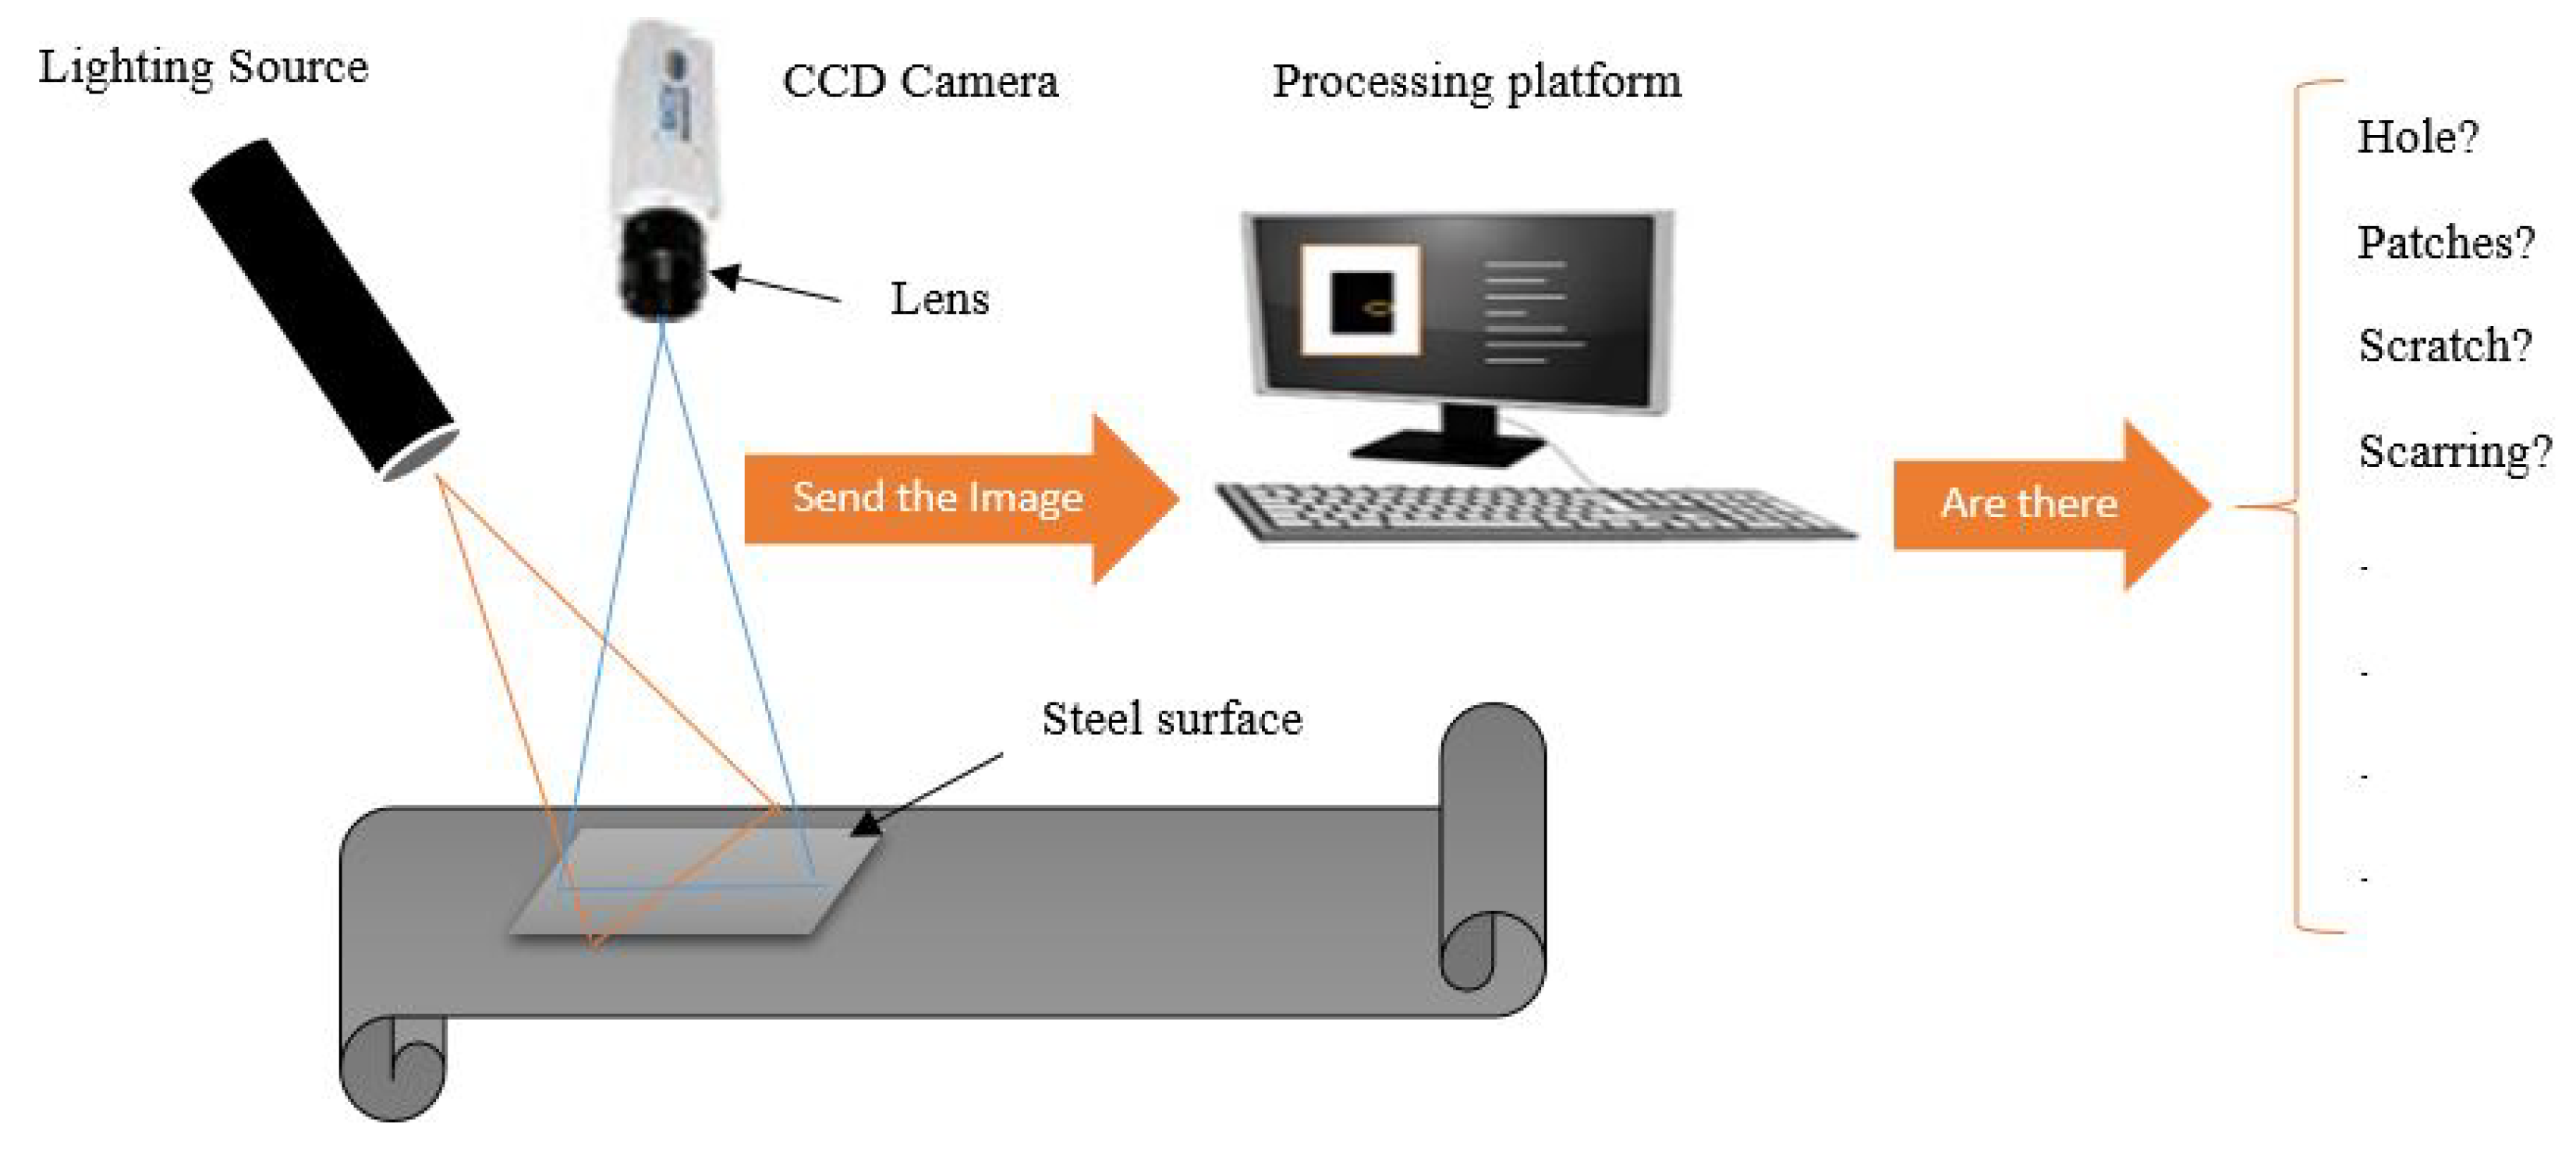 Lighting Source
CCD Camera
Processing platform
Lens
Send the Image
Are there
Steel surface
Hole?
Patches?
Scratch?
Scarring?
-
-
-
-